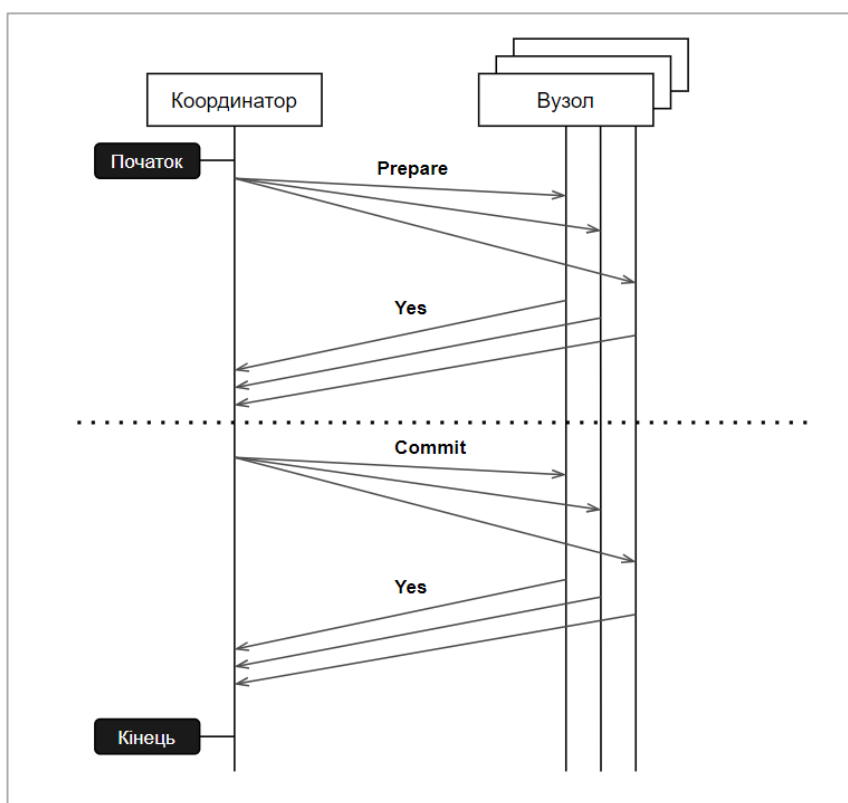 Координатор
Вузол
Початок
Prepare
Yes
Commit
Yes
Кінець